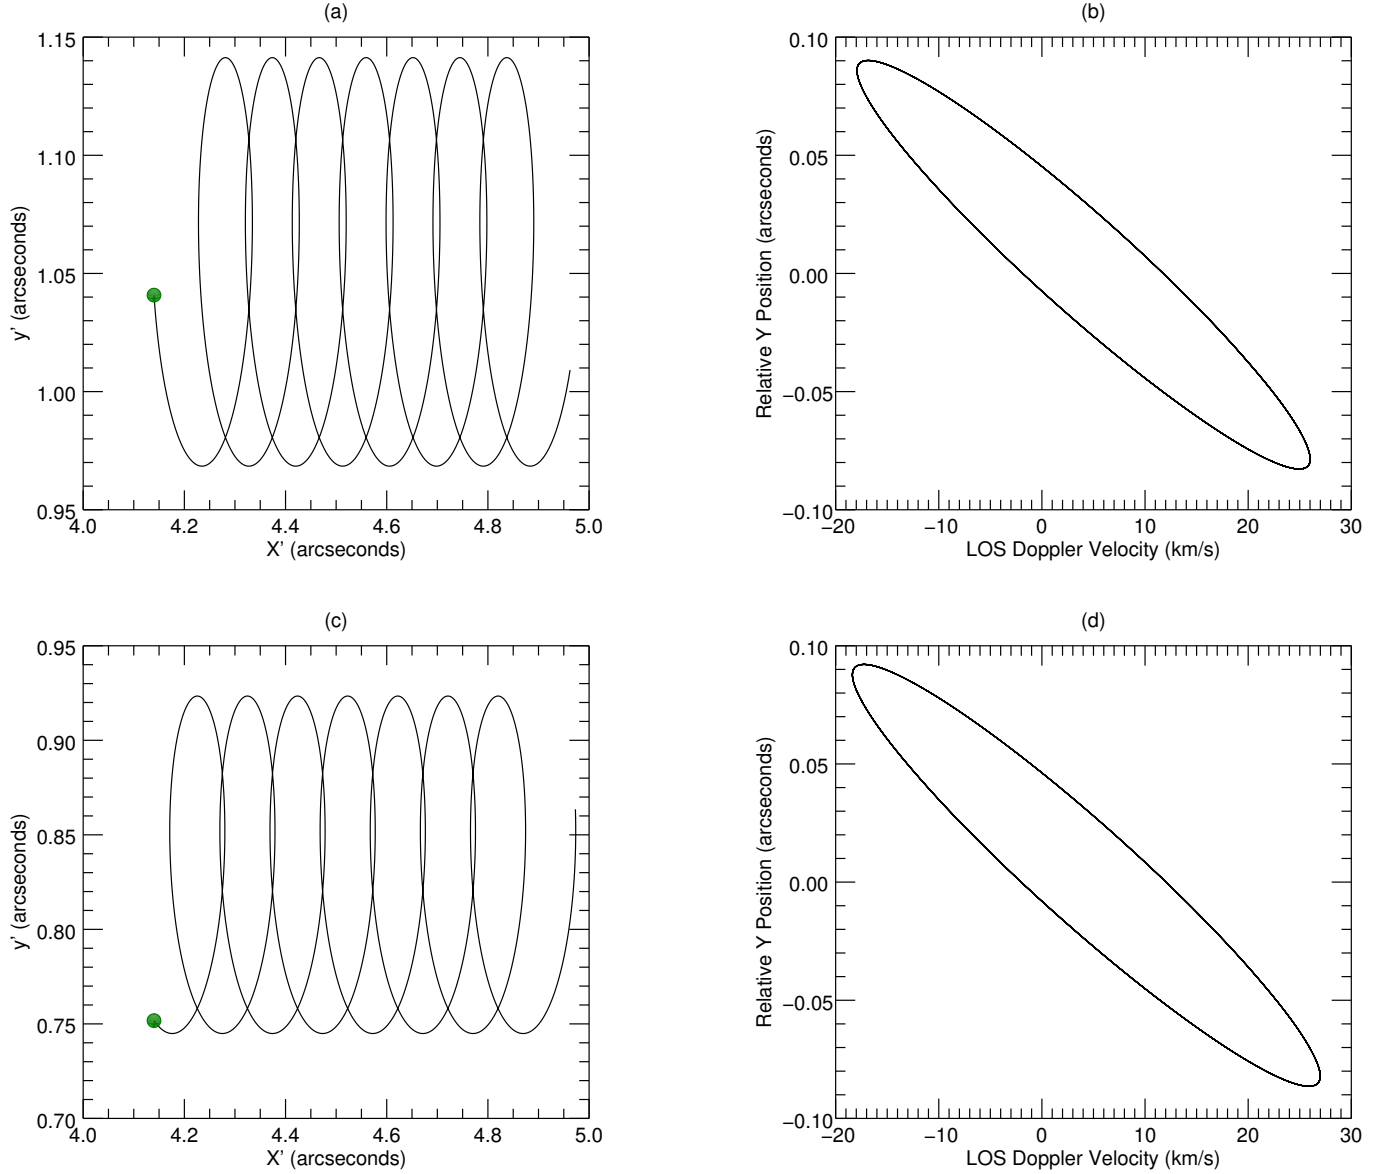 (a)
1.15
1.10
1.05
1.00
0.95
4.0 4.2 4.4 4.6 4.8 5.0
X' (arcseconds)
y' (arcseconds)
(b)
0.10
0.05
0.00
−0.05
−0.10
−20 −10 0 10 20 30
LOS Doppler Velocity (km/s)
Relative Y Position (arcseconds)
(c)
0.95
0.90
0.85
0.80
0.75
0.70
4.0 4.2 4.4 4.6 4.8 5.0
X' (arcseconds)
y' (arcseconds)
(d)
0.10
0.05
0.00
−0.05
−0.10
−20 −10 0 10 20 30
LOS Doppler Velocity (km/s)
Relative Y Position (arcseconds)